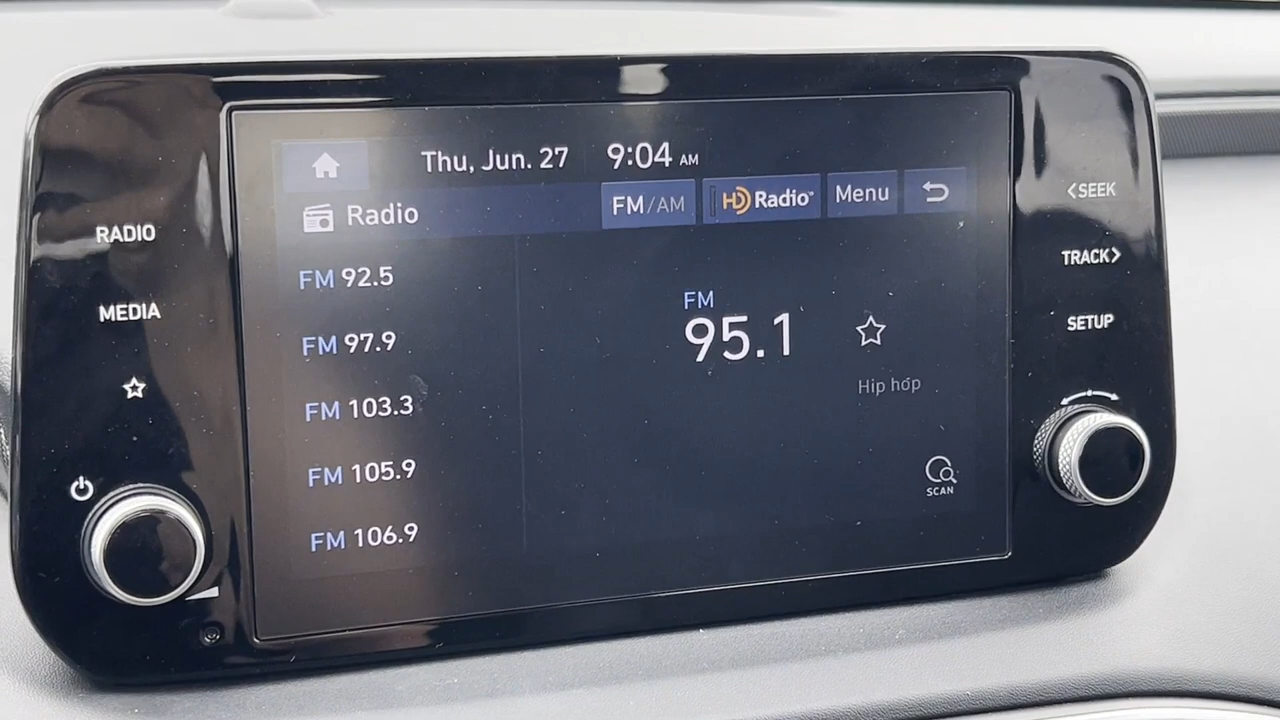 Thu, Jun. 27 9:04 AM
Radio FM/AM HD Radio™ Menu
FM 92.5
FM 97.9
FM 103.3
FM 105.9
FM 106.9
FM
95.1
Hip hop
SCAN
RADIO
MEDIA
<SEEK
TRACK>
SETUP